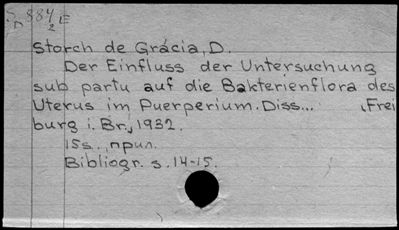 884 E
2
Storch de Grácia, D.
Der Einfluss der Untersuchung
sub partu auf die Bakterienflora des
Uterus im Puerperium. Diss... , Frei
burg i. Br., 1932.
15s., прил.
Bibliogr. s. 14-15.